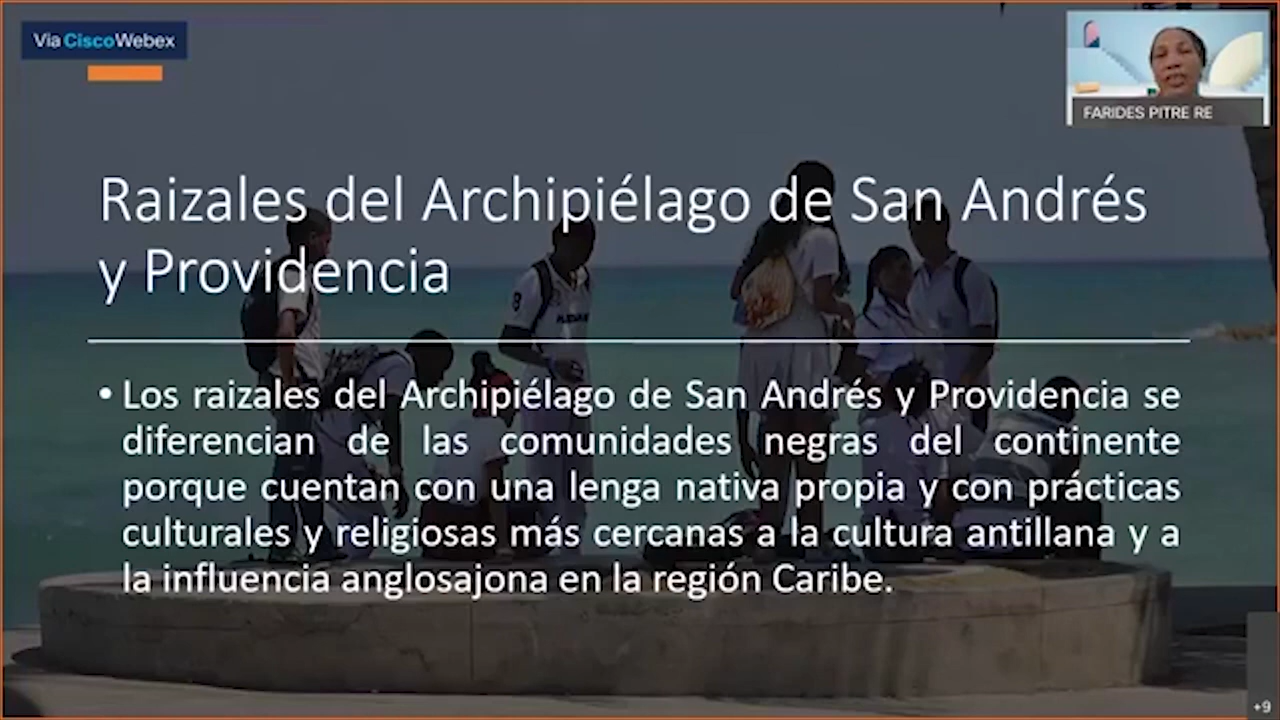 Vía CiscoWebex
FARIDES PITRE RE
Raizales del Archipiélago de San Andrés
y Providencia
• Los raizales del Archipiélago de San Andrés y Providencia se
diferencian de las comunidades negras del continente
porque cuentan con una lenga nativa propia y con prácticas
culturales y religiosas más cercanas a la cultura antillana y a
la influencia anglosajona en la región Caribe.
+9